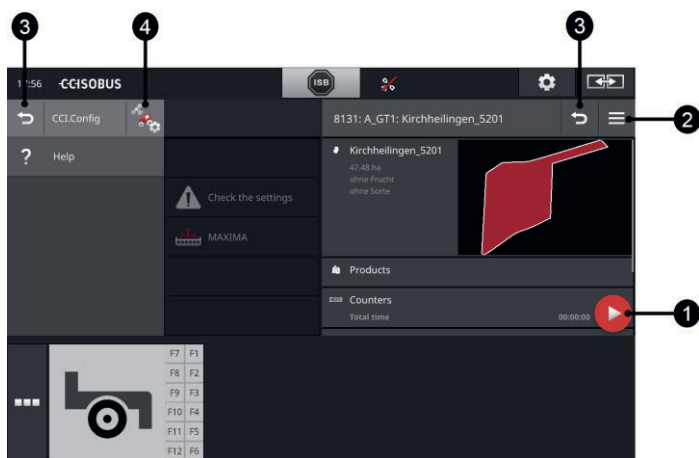 3
4
3
17:56
CCISOBUS
ISB
CCI.Config
8131: A_GT1: Kirchheilingen_5201
2
? Help
Kirchheilingen_5201
47.48 ha
ohne Frucht
ohne Sorte
Check the settings
MAXIMA
Products
Counters
Total time 00:00:00
1
F7 F1
F8 F2
F9 F3
F10 F4
F11 F5
F12 F6